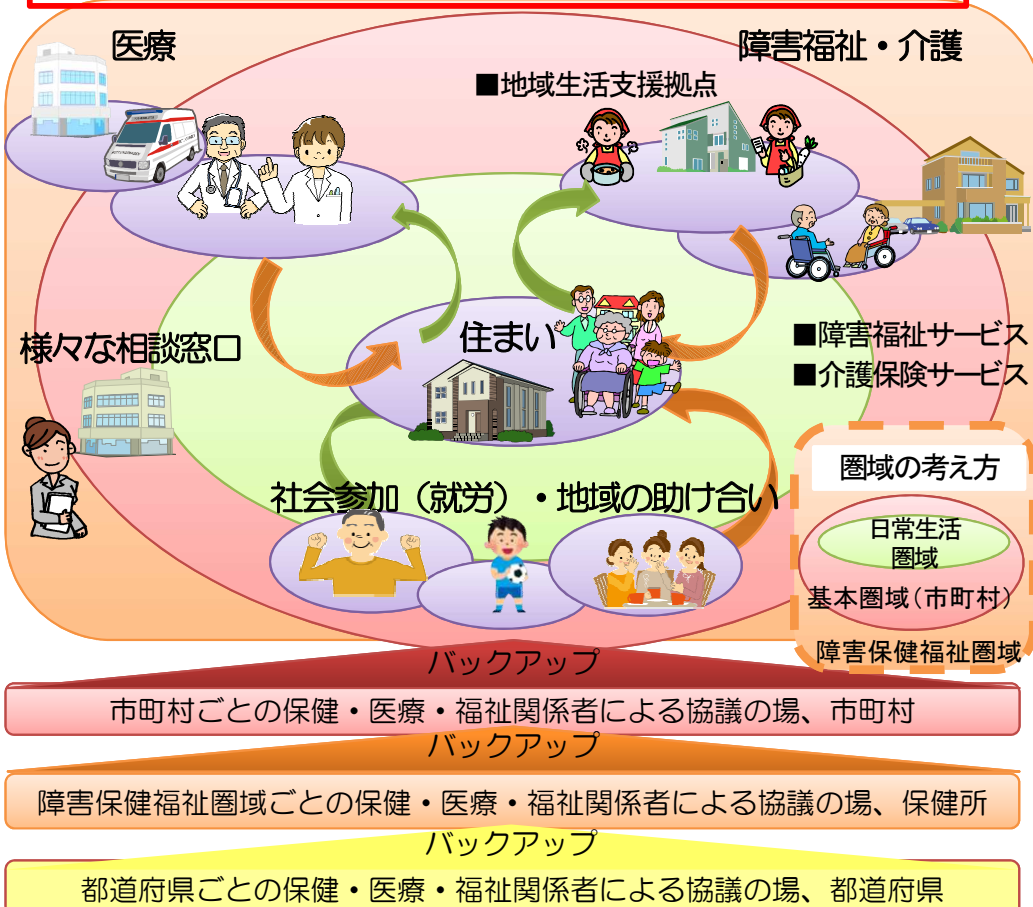 医療
障害福祉・介護
■地域生活支援拠点
様々な相談窓口
住まい
■障害福祉サービス
■介護保険サービス
社会参加（就労）・地域の助け合い
圏域の考え方
日常生活
圏域
基本圏域（市町村）
障害保健福祉圏域
バックアップ
市町村ごとの保健・医療・福祉関係者による協議の場、市町村
バックアップ
障害保健福祉圏域ごとの保健・医療・福祉関係者による協議の場、保健所
バックアップ
都道府県ごとの保健・医療・福祉関係者による協議の場、都道府県